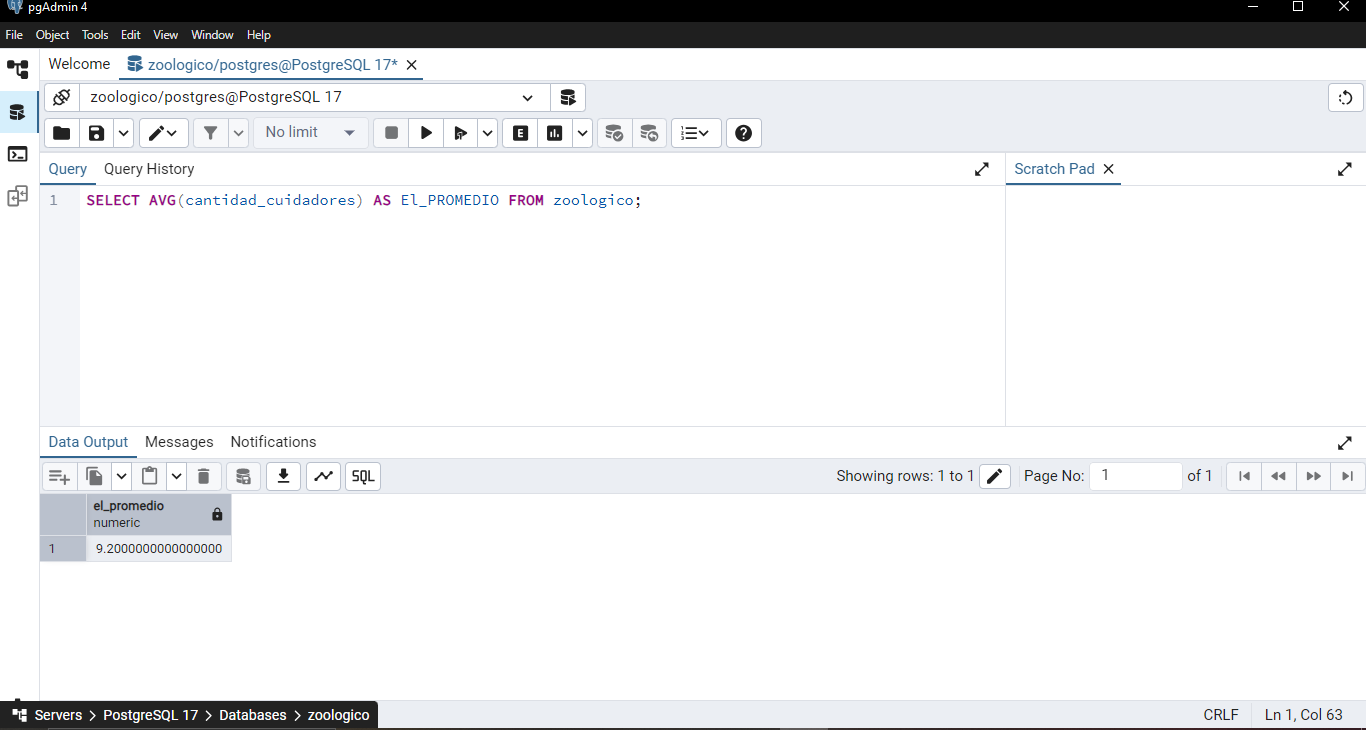 pgAdmin 4
File Object Tools Edit View Window Help
Welcome zoologico/postgres@PostgreSQL 17*
zoologico/postgres@PostgreSQL 17
No limit E
Query Query History Scratch Pad
1 SELECT AVG(cantidad_cuidadores) AS El_PROMEDIO FROM zoologico;
Data Output Messages Notifications
SQL Showing rows: 1 to 1 Page No: 1 of 1
el_promedio
numeric
1 9.2000000000000000
Servers > PostgreSQL 17 > Databases > zoologico CRLF Ln 1, Col 63